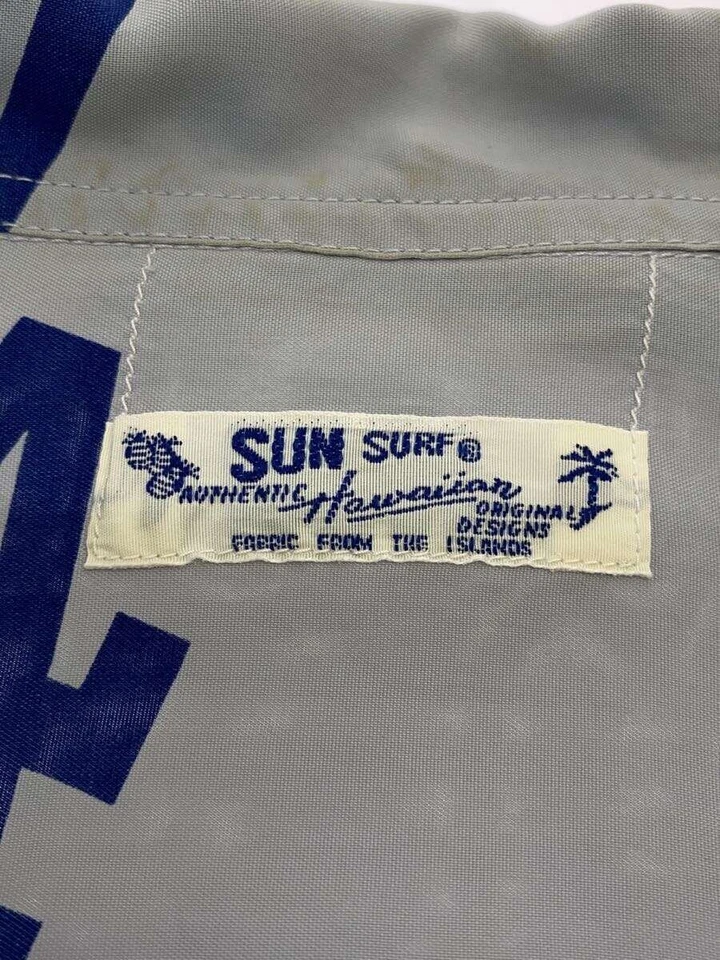 SUN SURF®
AUTHENTIC Hawaiian ORIGINAL
DESIGNS
FABRIC FROM THE ISLANDS